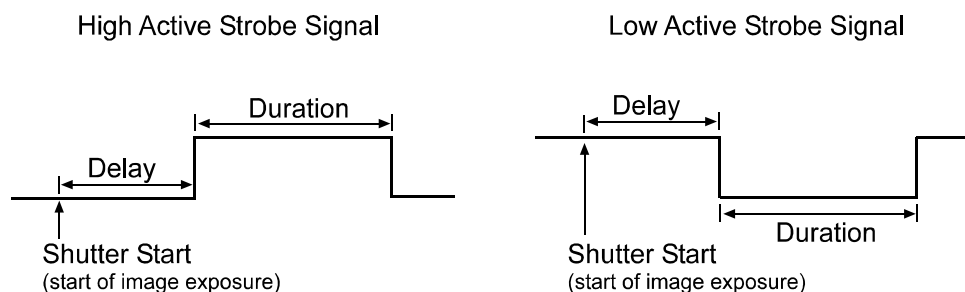 High Active Strobe Signal
Duration
Delay
Shutter Start
(start of image exposure)
Low Active Strobe Signal
Delay
Duration
Shutter Start
(start of image exposure)